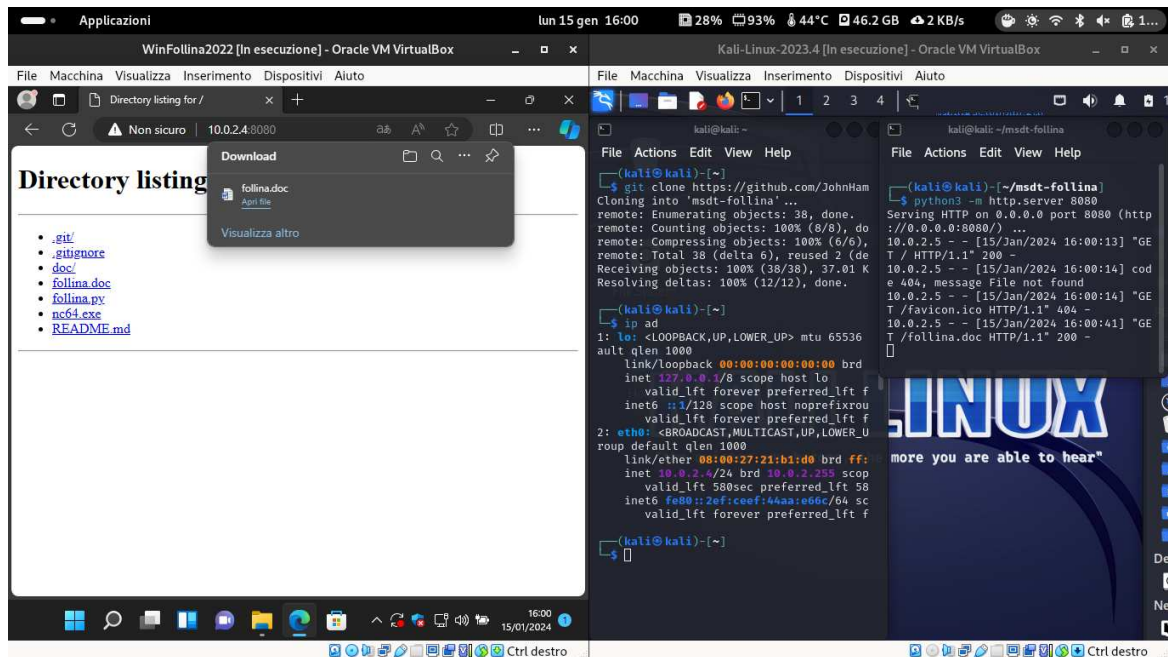 Applicazioni
lun 15 gen 16:00
28% 93% 44°C 46.2 GB 2 KB/s
1...
WinFollina2022 [In esecuzione] - Oracle VM VirtualBox
File Macchina Visualizza Inserimento Dispositivi Aiuto
Directory listing for /
Non sicuro 10.0.2.4:8080
Download
follina.doc
Apri file
Visualizza altro
Directory listing
.git/
.gitignore
doc/
follina.doc
follina.py
nc64.exe
README.md
16:00
15/01/2024
1
Ctrl destro
Kali-Linux-2023.4 [In esecuzione] - Oracle VM VirtualBox
File Macchina Visualizza Inserimento Dispositivi Aiuto
1 2 3 4
kali@kali: ~
File Actions Edit View Help
(kali㉿kali)-[~]
$ git clone https://github.com/JohnHam
Cloning into 'msdt-follina'...
remote: Enumerating objects: 38, done.
remote: Counting objects: 100% (8/8), do
remote: Compressing objects: 100% (6/6),
remote: Total 38 (delta 6), reused 2 (de
Receiving objects: 100% (38/38), 37.01 K
Resolving deltas: 100% (12/12), done.
(kali㉿kali)-[~]
$ ip ad
1: lo: <LOOPBACK,UP,LOWER_UP> mtu 65536
ault qlen 1000
link/loopback 00:00:00:00:00:00 brd
inet 127.0.0.1/8 scope host lo
valid_lft forever preferred_lft f
inet6 ::1/128 scope host noprefixrou
valid_lft forever preferred_lft f
2: eth0: <BROADCAST,MULTICAST,UP,LOWER_U
roup default qlen 1000
link/ether 08:00:27:21:b1:d0 brd ff:
inet 10.0.2.4/24 brd 10.0.2.255 scop
valid_lft 580sec preferred_lft 58
inet6 fe80::2ef:ceef:44aa:e66c/64 sc
valid_lft forever preferred_lft f
(kali㉿kali)-[~]
$
kali@kali: ~/msdt-follina
File Actions Edit View Help
(kali㉿kali)-[~/msdt-follina]
$ python3 -m http.server 8080
Serving HTTP on 0.0.0.0 port 8080 (http
://0.0.0.0:8080/) ...
10.0.2.5 - - [15/Jan/2024 16:00:13] "GE
T / HTTP/1.1" 200 -
10.0.2.5 - - [15/Jan/2024 16:00:14] cod
e 404, message File not found
10.0.2.5 - - [15/Jan/2024 16:00:14] "GE
T /favicon.ico HTTP/1.1" 404 -
10.0.2.5 - - [15/Jan/2024 16:00:41] "GE
T /follina.doc HTTP/1.1" 200 -
LINUX
more you are able to hear"
De
Ne
Ctrl destro